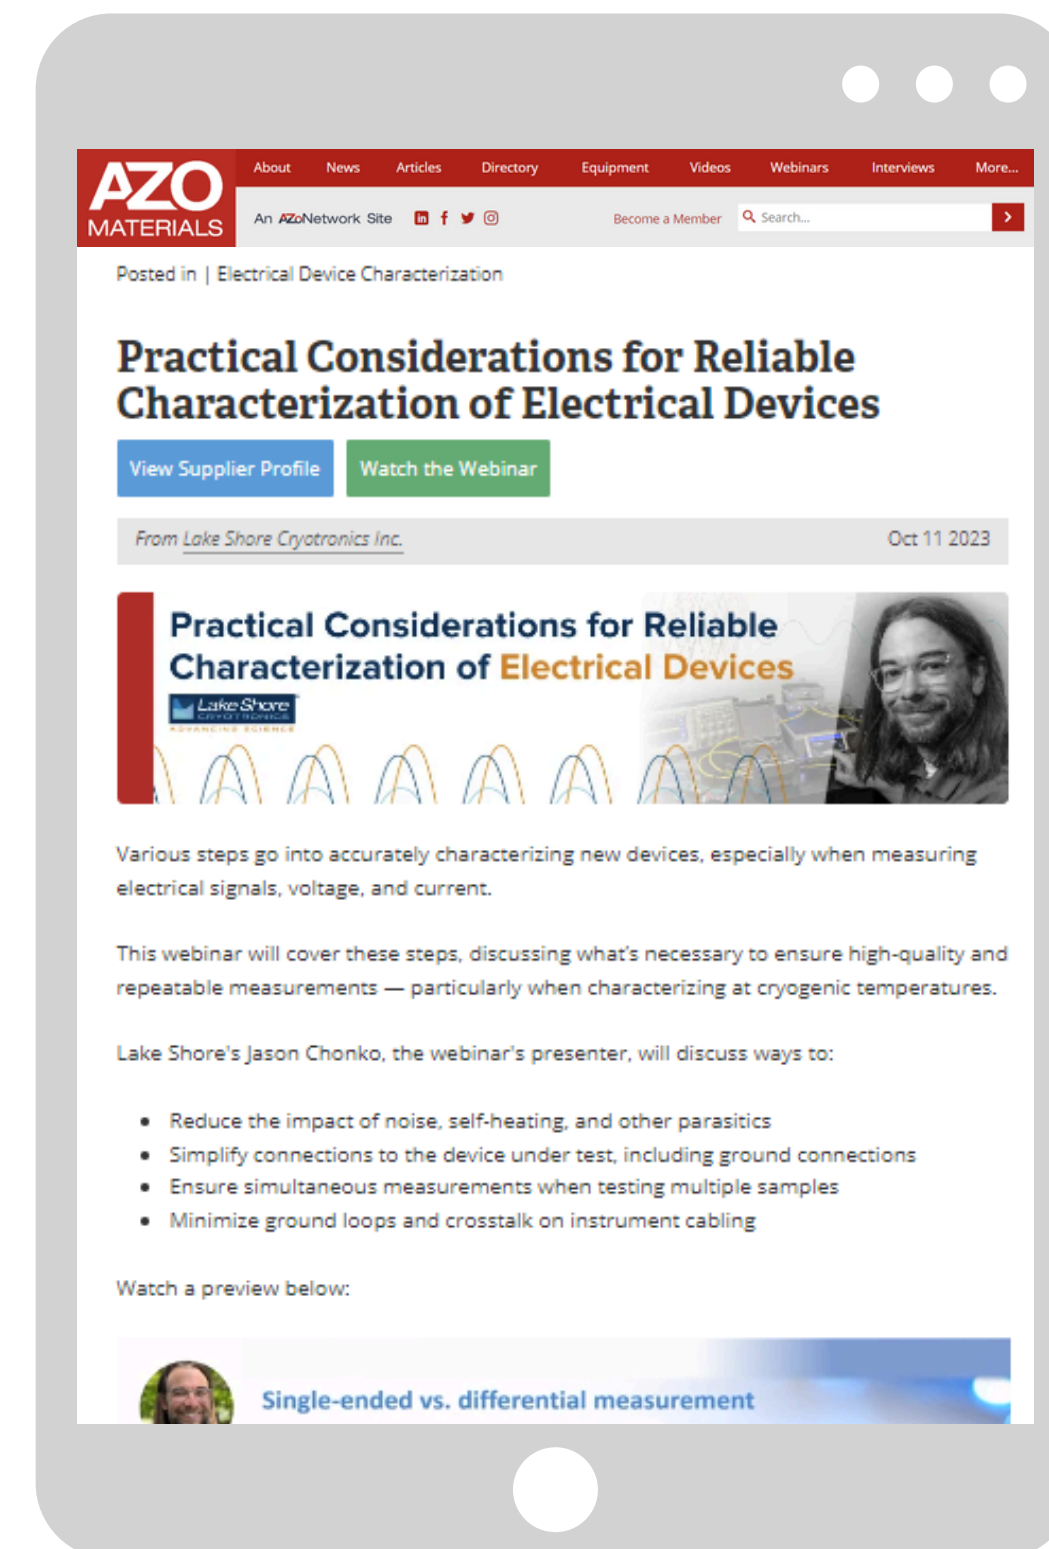 AZO
MATERIALS
About News Articles Directory Equipment Videos Webinars Interviews More...
An AZoNetwork Site
Become a Member
Search...
Posted in | Electrical Device Characterization
Practical Considerations for Reliable
Characterization of Electrical Devices
View Supplier Profile
Watch the Webinar
From Lake Shore Cryotronics Inc.
Oct 11 2023
Practical Considerations for Reliable
Characterization of Electrical Devices
Lake Shore
CRYOTRONICS
ADVANCING SCIENCE
Various steps go into accurately characterizing new devices, especially when measuring
electrical signals, voltage, and current.
This webinar will cover these steps, discussing what's necessary to ensure high-quality and
repeatable measurements — particularly when characterizing at cryogenic temperatures.
Lake Shore's Jason Chonko, the webinar's presenter, will discuss ways to:
• Reduce the impact of noise, self-heating, and other parasitics
• Simplify connections to the device under test, including ground connections
• Ensure simultaneous measurements when testing multiple samples
• Minimize ground loops and crosstalk on instrument cabling
Watch a preview below:
Single-ended vs. differential measurement